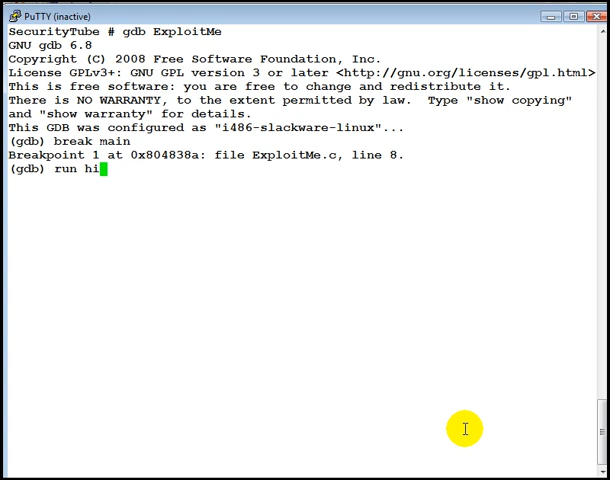 PuTTY (inactive)
SecurityTube # gdb ExploitMe
GNU gdb 6.8
Copyright (C) 2008 Free Software Foundation, Inc.
License GPLv3+: GNU GPL version 3 or later <http://gnu.org/licenses/gpl.html>
This is free software: you are free to change and redistribute it.
There is NO WARRANTY, to the extent permitted by law.  Type "show copying"
and "show warranty" for details.
This GDB was configured as "i486-slackware-linux"...
(gdb) break main
Breakpoint 1 at 0x804838a: file ExploitMe.c, line 8.
(gdb) run hi